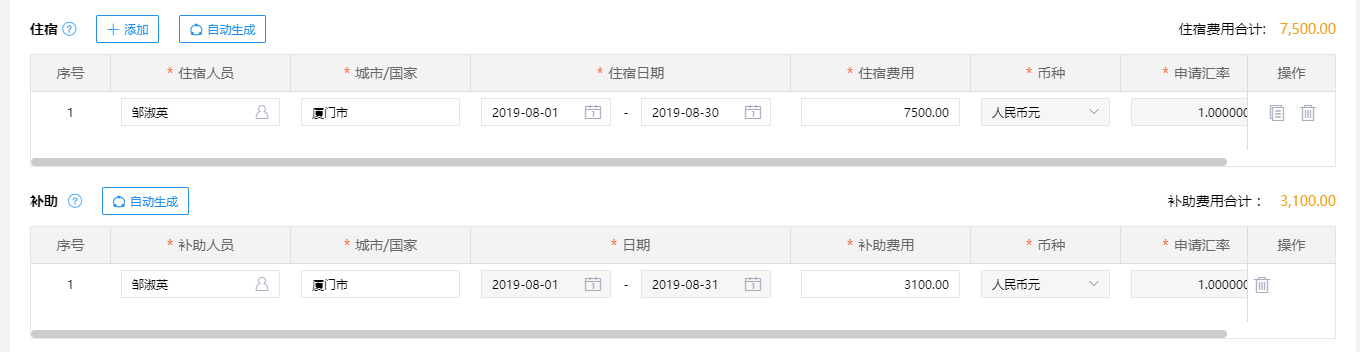 住宿 ? 添加 自动生成 住宿费用合计: 7,500.00
序号 * 住宿人员 * 城市/国家 * 住宿日期 * 住宿费用 * 币种 * 申请汇率 操作
1 邹淑英 厦门市 2019-08-01 - 2019-08-30 7500.00 人民币元 1.000000
补助 ? 自动生成 补助费用合计： 3,100.00
序号 * 补助人员 * 城市/国家 * 日期 * 补助费用 * 币种 * 申请汇率 操作
1 邹淑英 厦门市 2019-08-01 - 2019-08-31 3100.00 人民币元 1.000000